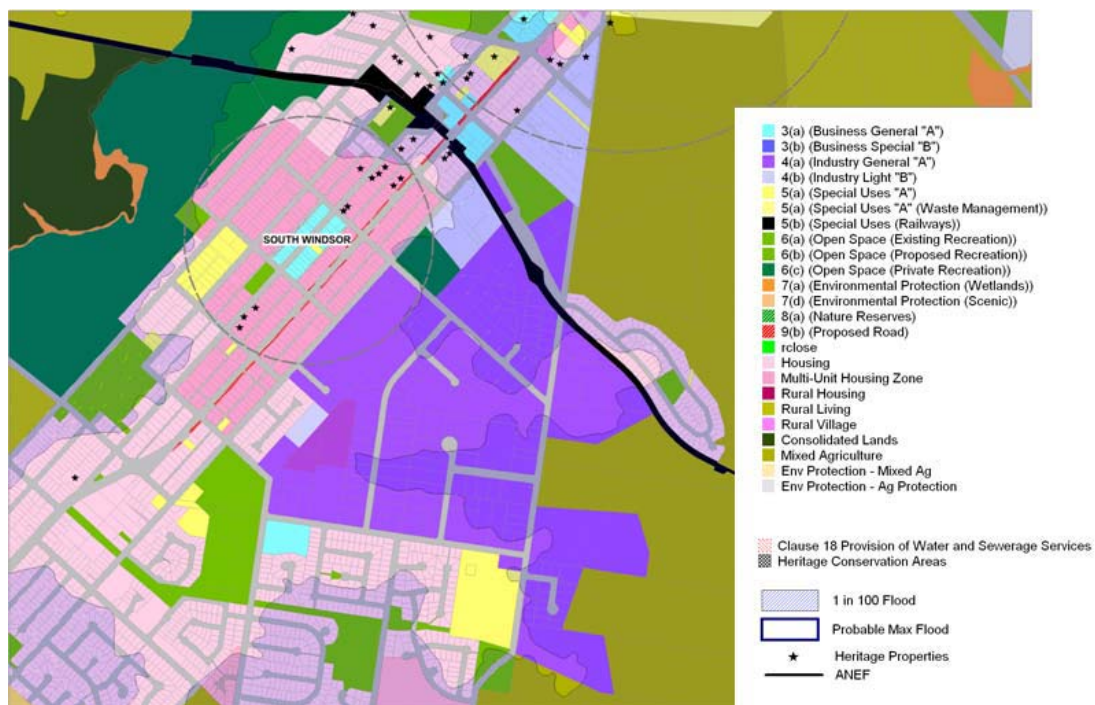 SOUTH WINDSOR
3(a) (Business General "A")
3(b) (Business Special "B")
4(a) (Industry General "A")
4(b) (Industry Light "B")
5(a) (Special Uses "A")
5(a) (Special Uses "A" (Waste Management))
5(b) (Special Uses (Railways))
6(a) (Open Space (Existing Recreation))
6(b) (Open Space (Proposed Recreation))
6(c) (Open Space (Private Recreation))
7(a) (Environmental Protection (Wetlands))
7(d) (Environmental Protection (Scenic))
8(a) (Nature Reserves)
9(b) (Proposed Road)
rclose
Housing
Multi-Unit Housing Zone
Rural Housing
Rural Living
Rural Village
Consolidated Lands
Mixed Agriculture
Env Protection - Mixed Ag
Env Protection - Ag Protection
Clause 18 Provision of Water and Sewerage Services
Heritage Conservation Areas
1 in 100 Flood
Probable Max Flood
Heritage Properties
ANEF